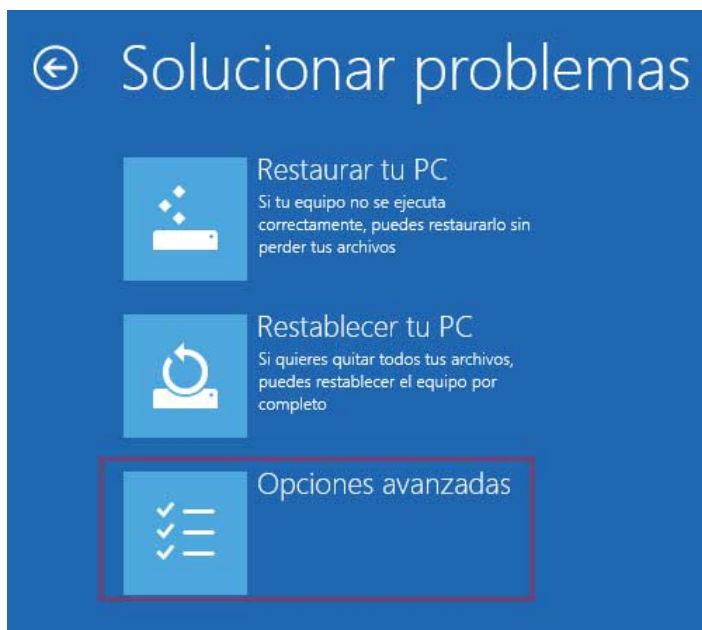 Solucionar problemas
Restaurar tu PC
Si tu equipo no se ejecuta
correctamente, puedes restaurarlo sin
perder tus archivos
Restablecer tu PC
Si quieres quitar todos tus archivos,
puedes restablecer el equipo por
completo
Opciones avanzadas